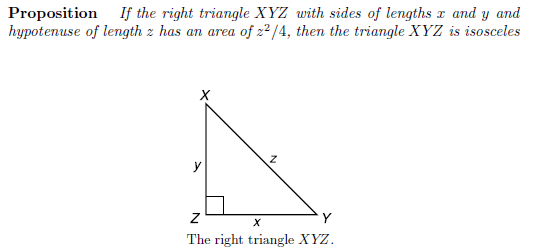 Proposition If the right triangle XYZ with sides of lengths x and y and
hypotenuse of length z has an area of z²/4, then the triangle XYZ is isosceles
X
y
z
Z
x
Y
The right triangle XYZ.